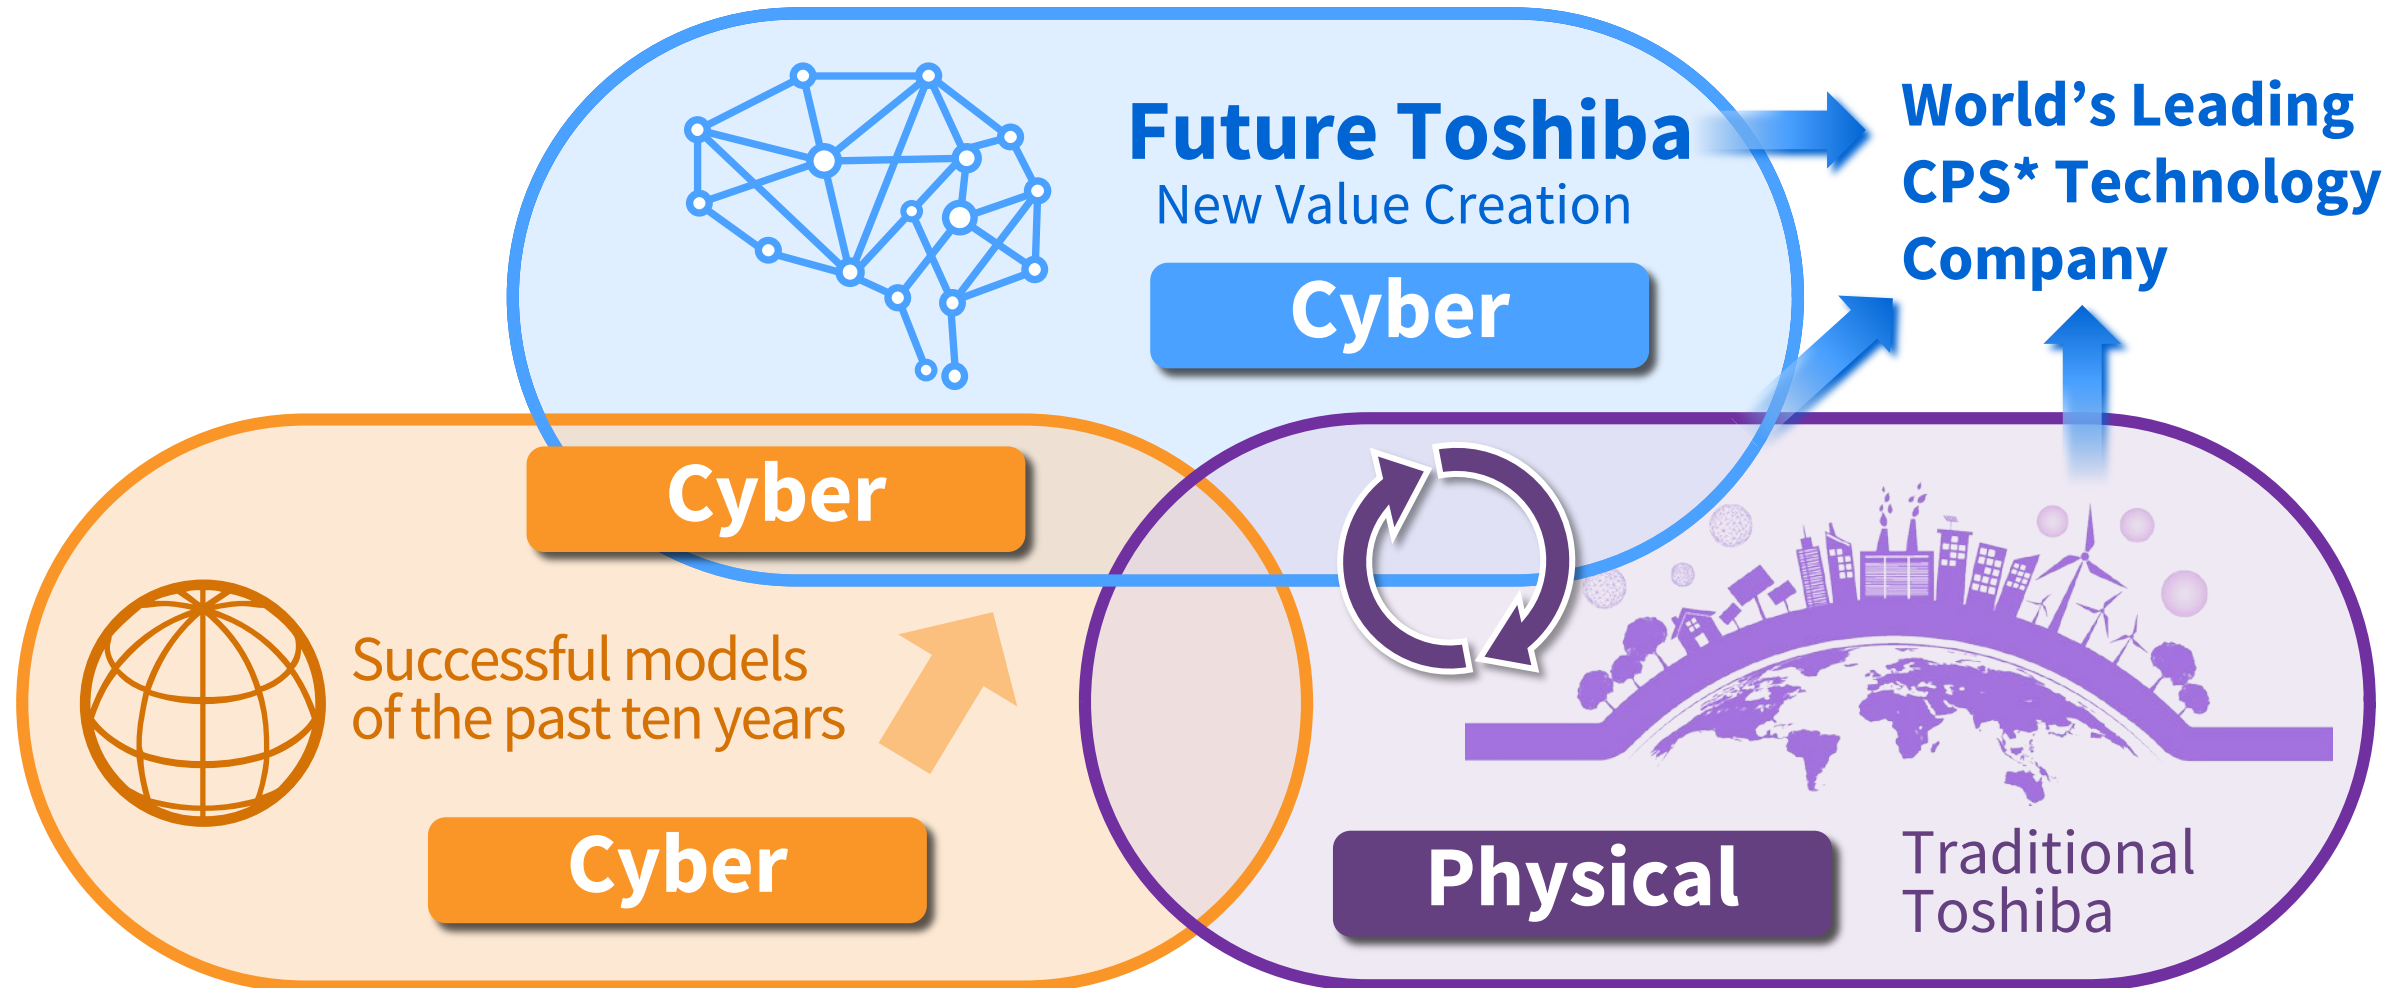 Future Toshiba
New Value Creation
Cyber
World’s Leading
CPS* Technology
Company
Cyber
Successful models
of the past ten years
Cyber
Physical
Traditional
Toshiba